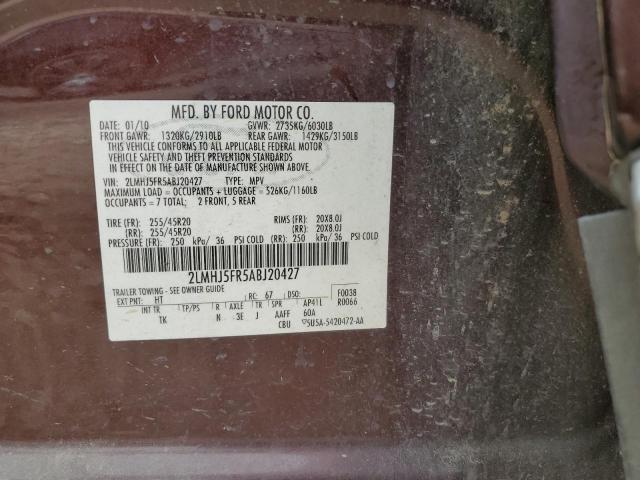 MFD. BY FORD MOTOR CO.
DATE: 01/10 GVWR: 2735KG/6030LB
FRONT GAWR: 1320KG/2910LB REAR GAWR: 1429KG/3150LB
THIS VEHICLE CONFORMS TO ALL APPLICABLE FEDERAL MOTOR
VEHICLE SAFETY AND THEFT PREVENTION STANDARDS
IN EFFECT ON THE DATE OF MANUFACTURE SHOWN ABOVE.
VIN: 2LMHJ5FR5ABJ20427 TYPE: MPV
MAXIMUM LOAD = OCCUPANTS + LUGGAGE = 526KG/1160LB
OCCUPANTS = 7 TOTAL: 2 FRONT, 5 REAR
TIRE (FR): 255/45R20 RIMS (FR): 20X8.0J
(RR): 255/45R20 (RR): 20X8.0J
PRESSURE (FR): 250 kPa/ 36 PSI COLD (RR): 250 kPa/ 36 PSI COLD
2LMHJ5FR5ABJ20427
TRAILER TOWING - SEE OWNER GUIDE F0038
EXT PNT: HT RC: 67 DSO: R0066
INT TR TP/PS R AXLE TR SPR AP41L
TK N 3E J AAFF 60A
CBU ▽5U5A-5420472-AA